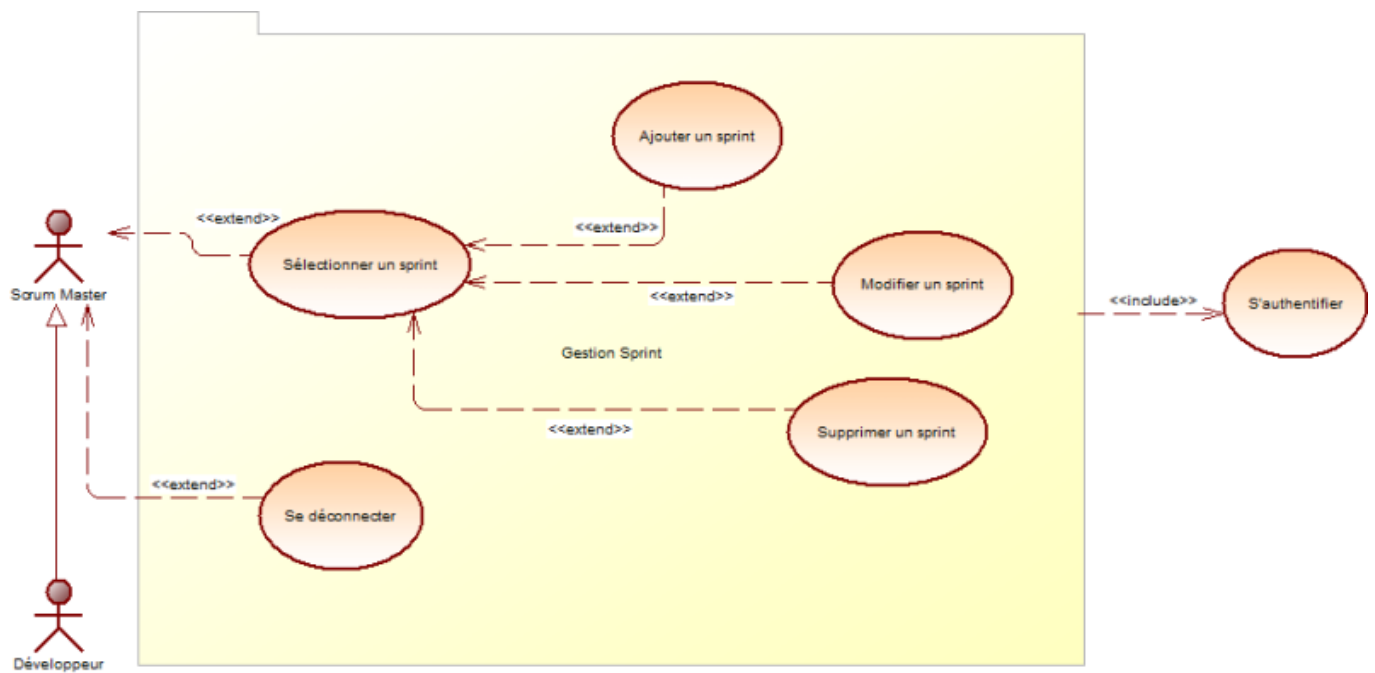 Ajouter un sprint
<<extend>>
<<extend>>
Sélectionner un sprint
Modifier un sprint
<<extend>>
Scrum Master
<<include>>
S'authentifier
Gestion Sprint
<<extend>>
Supprimer un sprint
<<extend>>
Se déconnecter
Développeur